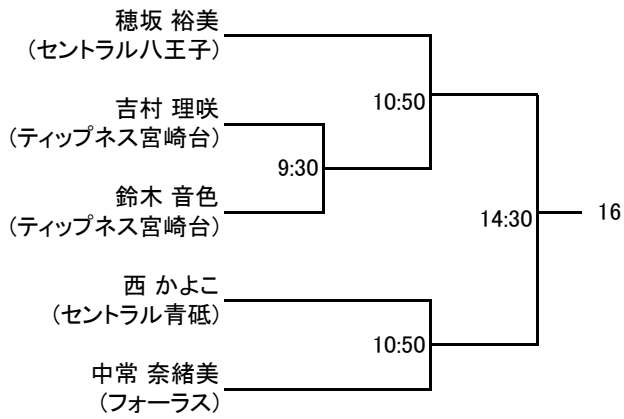 穂坂 裕美
(セントラル八王子)
10:50
吉村 理咲
(ティップネス宮崎台)
9:30
鈴木 音色
(ティップネス宮崎台)
14:30
16
西 かよこ
(セントラル青砥)
10:50
中常 奈緒美
(フォーラス)